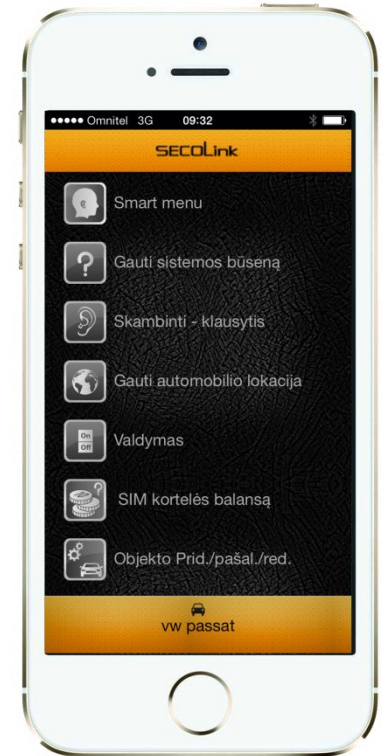 Omnitel 3G 09:32
SECOLink
Smart menu
Gauti sistemos būseną
Skambinti - klausytis
Gauti automobilio lokacija
On
Off
Valdymas
SIM kortelės balansą
Objekto Prid./pašal./red.
vw passat